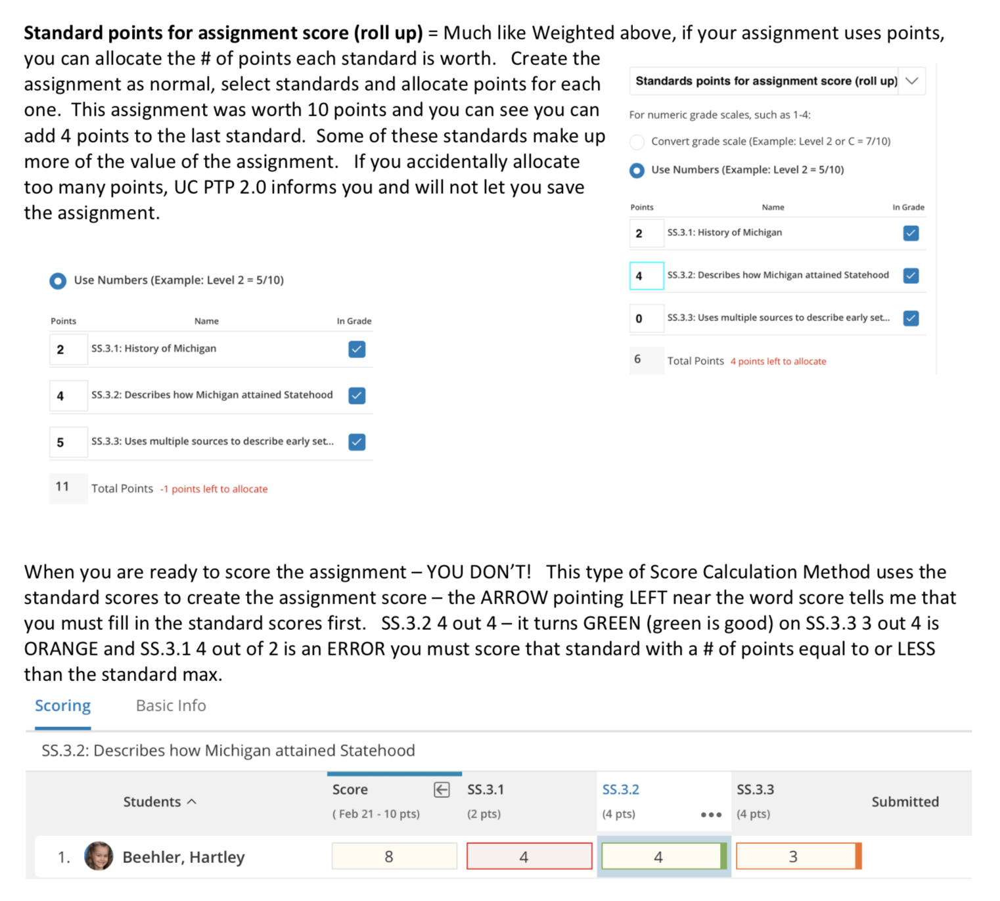 Standard points for assignment score (roll up) = Much like Weighted above, if your assignment uses points,
you can allocate the # of points each standard is worth.   Create the
assignment as normal, select standards and allocate points for each
one.  This assignment was worth 10 points and you can see you can
add 4 points to the last standard.  Some of these standards make up
more of the value of the assignment.   If you accidentally allocate
too many points, UC PTP 2.0 informs you and will not let you save
the assignment.
Standards points for assignment score (roll up)
For numeric grade scales, such as 1-4:
Convert grade scale (Example: Level 2 or C = 7/10)
Use Numbers (Example: Level 2 = 5/10)
Points Name In Grade
2 SS.3.1: History of Michigan
4 SS.3.2: Describes how Michigan attained Statehood
0 SS.3.3: Uses multiple sources to describe early set...
6 Total Points 4 points left to allocate
Use Numbers (Example: Level 2 = 5/10)
Points Name In Grade
2 SS.3.1: History of Michigan
4 SS.3.2: Describes how Michigan attained Statehood
5 SS.3.3: Uses multiple sources to describe early set...
11 Total Points -1 points left to allocate
When you are ready to score the assignment – YOU DON'T!   This type of Score Calculation Method uses the
standard scores to create the assignment score – the ARROW pointing LEFT near the word score tells me that
you must fill in the standard scores first.   SS.3.2 4 out 4 – it turns GREEN (green is good) on SS.3.3 3 out 4 is
ORANGE and SS.3.1 4 out of 2 is an ERROR you must score that standard with a # of points equal to or LESS
than the standard max.
Scoring Basic Info
SS.3.2: Describes how Michigan attained Statehood
Students Score SS.3.1 SS.3.2 SS.3.3 Submitted
( Feb 21 - 10 pts) (2 pts) (4 pts) (4 pts)
1. Beehler, Hartley 8 4 4 3